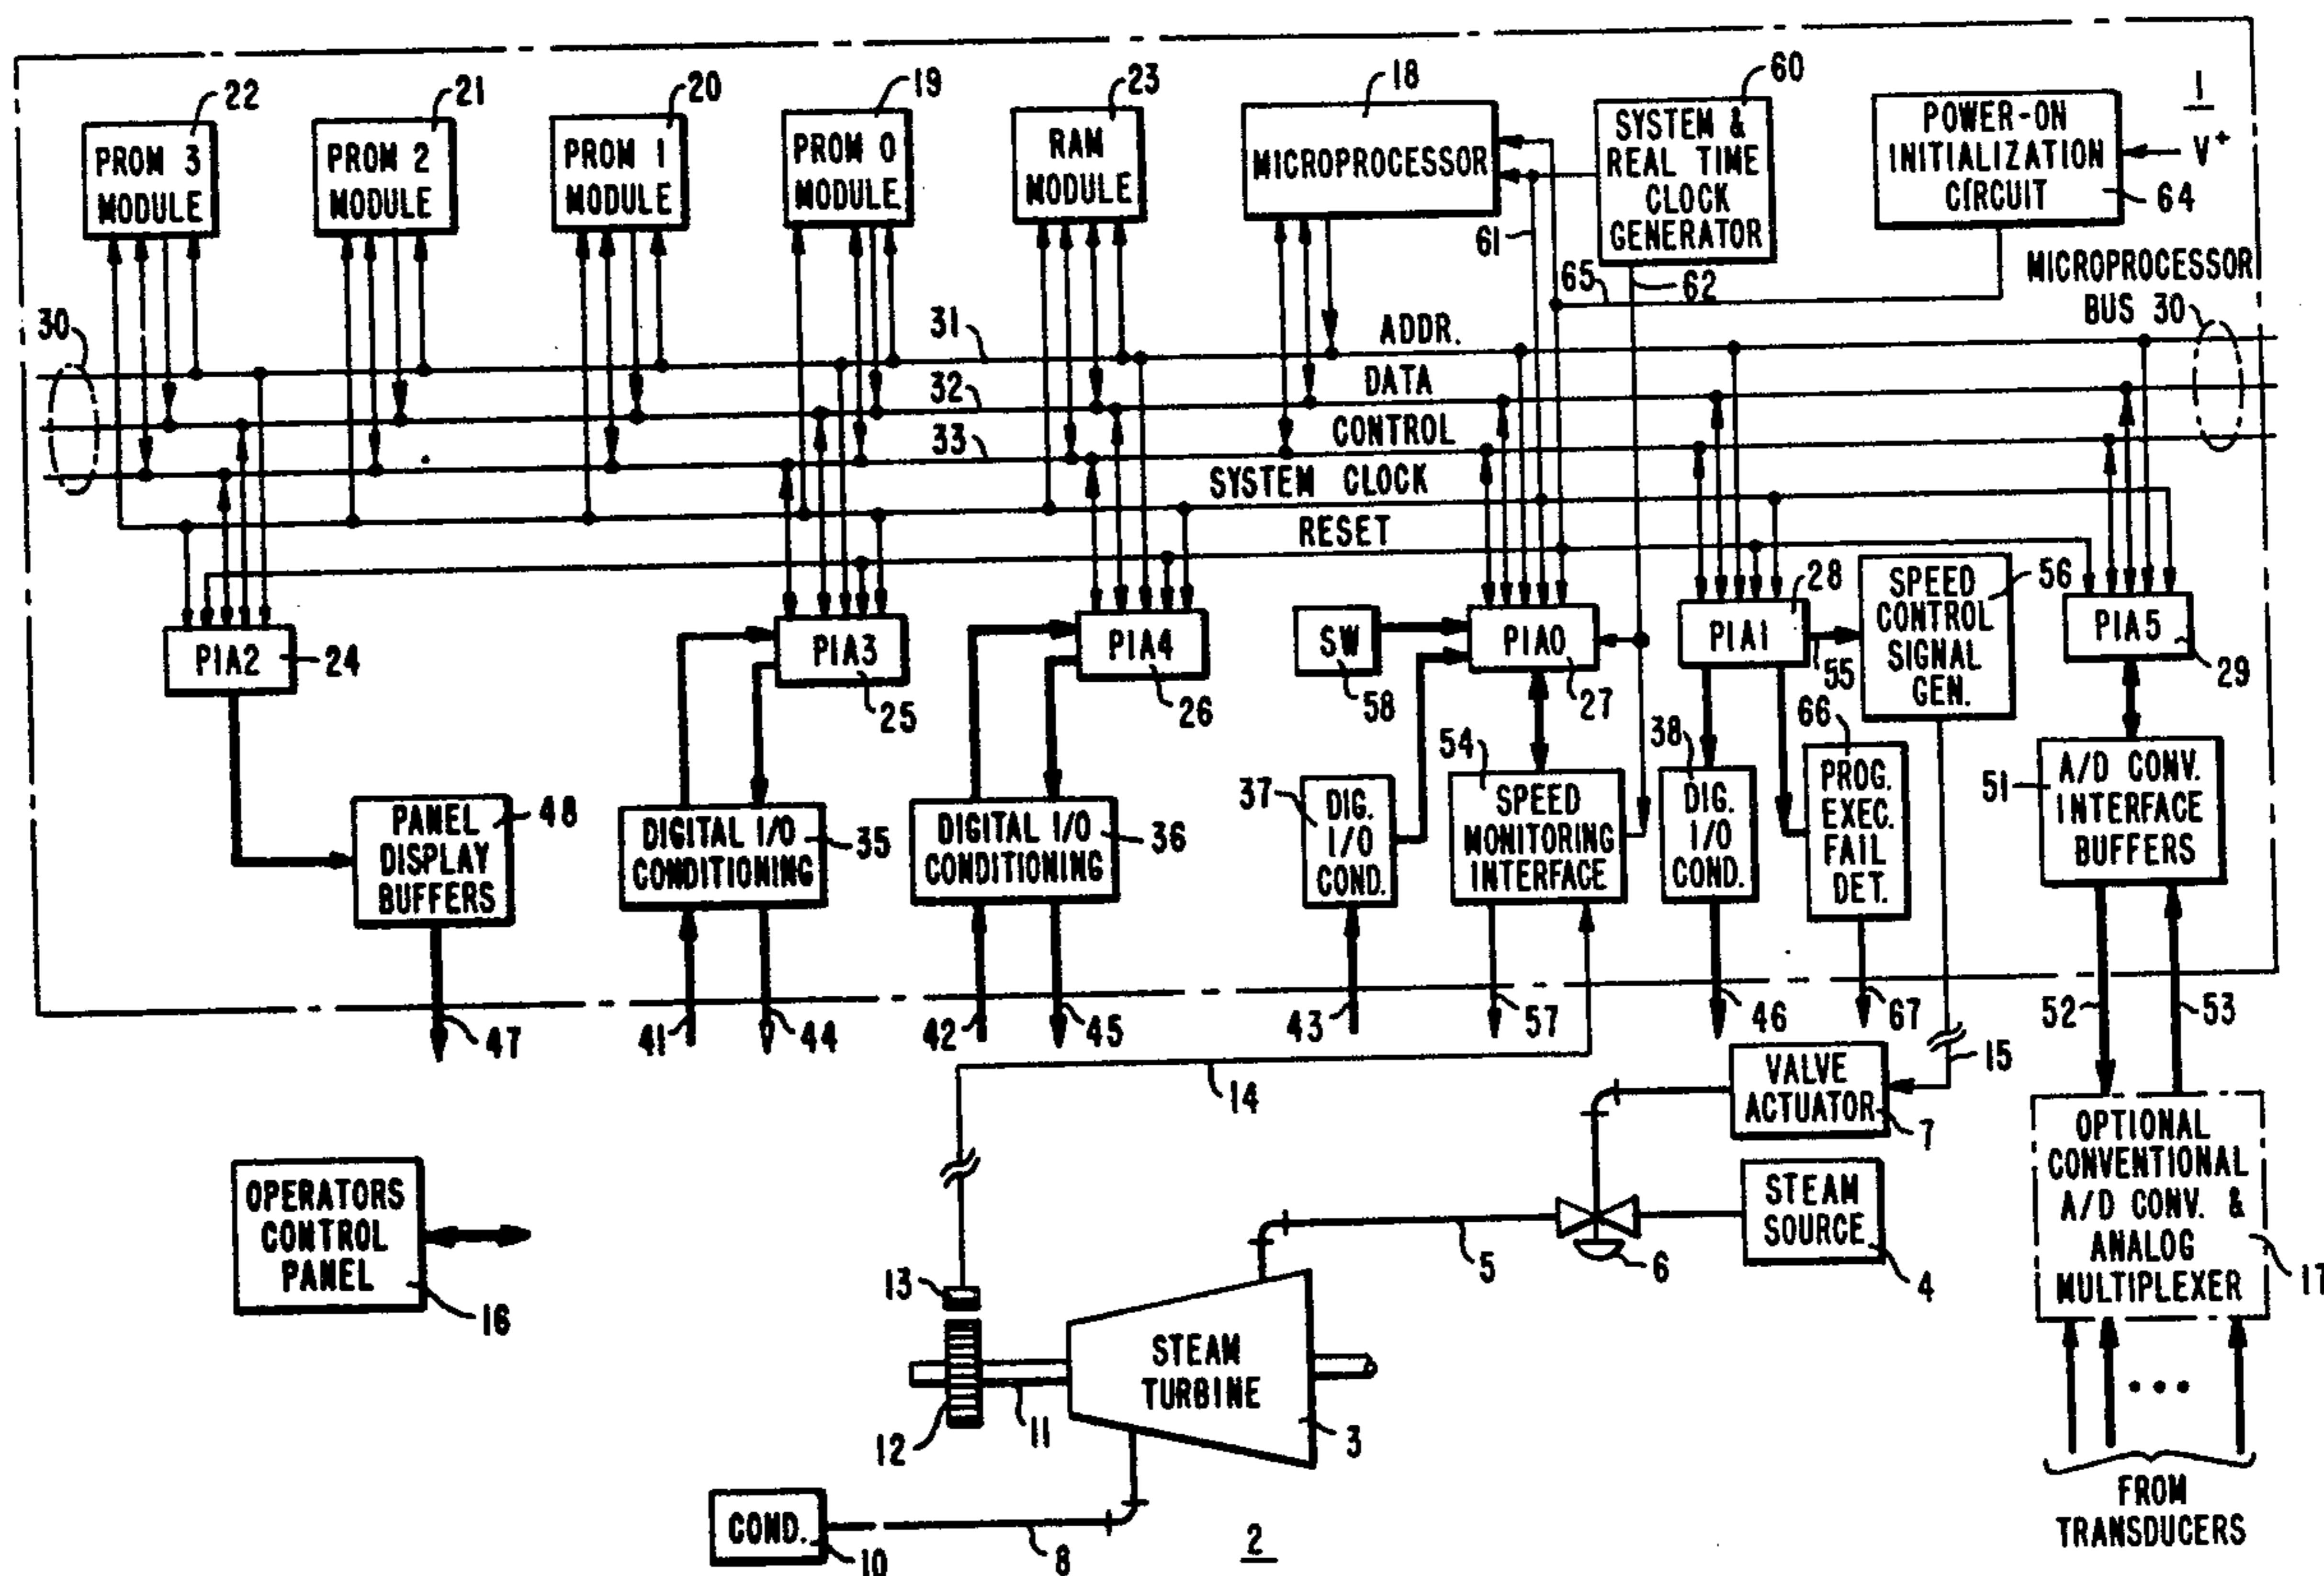 22
21
20
19
23
18
60
1
PROM 3
MODULE
PROM 2
MODULE
PROM 1
MODULE
PROM 0
MODULE
RAM
MODULE
MICROPROCESSOR
SYSTEM &
REAL TIME
CLOCK
GENERATOR
POWER-ON
INITIALIZATION
CIRCUIT
V+
64
61
65
62
MICROPROCESSOR
BUS 30
30
31
ADDR.
32
DATA
33
CONTROL
SYSTEM CLOCK
RESET
PIA2
24
PIA3
25
PIA4
26
SW
58
PIA0
27
PIA1
28
55
SPEED
CONTROL
SIGNAL
GEN.
56
PIA5
29
PANEL
DISPLAY
BUFFERS
48
DIGITAL I/O
CONDITIONING
35
DIGITAL I/O
CONDITIONING
36
37
DIG.
I/O
COND.
54
SPEED
MONITORING
INTERFACE
38
DIG.
I/O
COND.
66
PROG.
EXEC.
FAIL
DET.
51
A/D CONV.
INTERFACE
BUFFERS
47
41
44
42
45
43
57
46
67
52
53
14
15
VALVE
ACTUATOR
7
STEAM
SOURCE
4
5
6
OPTIONAL
CONVENTIONAL
A/D CONV. &
ANALOG
MULTIPLEXER
17
OPERATORS
CONTROL
PANEL
16
13
12
11
STEAM
TURBINE
3
COND.
10
8
2
FROM
TRANSDUCERS